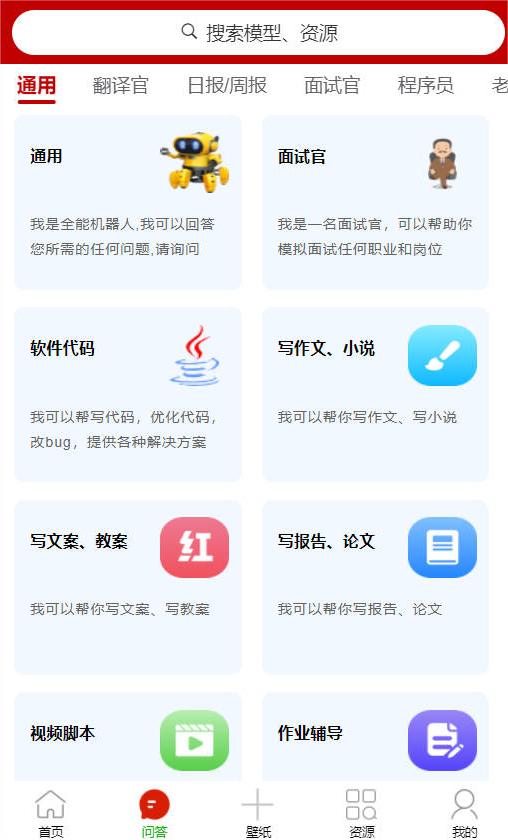 搜索模型、资源
通用 翻译官 日报/周报 面试官 程序员 老
通用
我是全能机器人,我可以回答
您所需的任何问题,请询问
面试官
我是一名面试官，可以帮助你
模拟面试任何职业和岗位
软件代码
我可以帮写代码，优化代码，
改bug，提供各种解决方案
写作文、小说
我可以帮你写作文、写小说
写文案、教案
红
我可以帮你写文案、写教案
写报告、论文
我可以帮你写报告、论文
视频脚本
作业辅导
首页 问答 壁纸 资源 我的